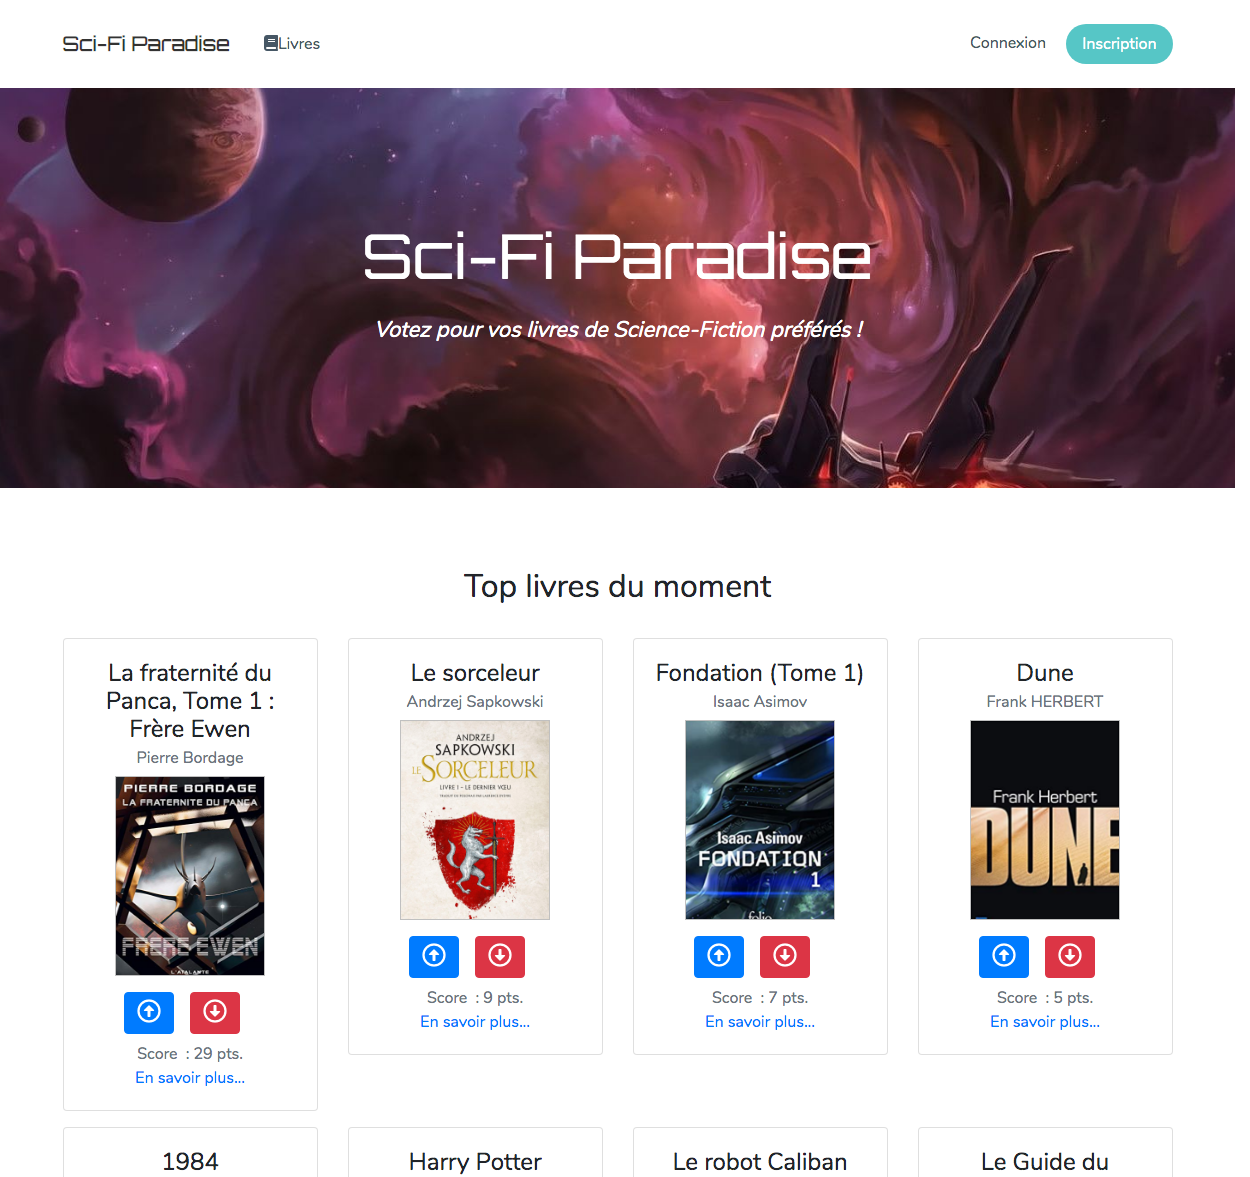 Sci-Fi Paradise
Livres
Connexion
Inscription
Sci-Fi Paradise
Votez pour vos livres de Science-Fiction préférés !
Top livres du moment
La fraternité du
Panca, Tome 1 :
Frère Ewen
Pierre Bordage
PIERRE BORDAGE
LA FRATERNITE DU PANCA
FRERE EWEN
L'ATALANTE
Score : 29 pts.
En savoir plus...
Le sorceleur
Andrzej Sapkowski
ANDRZEJ
SAPKOWSKI
LE SORCELEUR
LIVRE 1 - LE DERNIER VŒU
Score : 9 pts.
En savoir plus...
Fondation (Tome 1)
Isaac Asimov
Isaac Asimov
FONDATION
1
folio
Score : 7 pts.
En savoir plus...
Dune
Frank HERBERT
Frank Herbert
DUNE
Score : 5 pts.
En savoir plus...
1984
Harry Potter
Le robot Caliban
Le Guide du